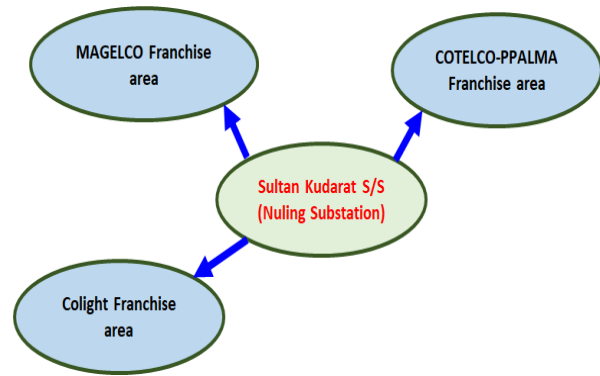 MAGELCO Franchise
area
COTELCO-PPALMA
Franchise area
Sultan Kudarat S/S
(Nuling Substation)
Colight Franchise
area